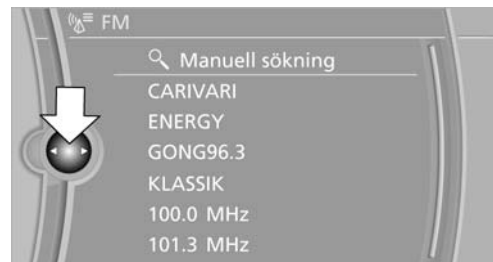 FM
Manuell sökning
CARIVARI
ENERGY
GONG96.3
KLASSIK
100.0 MHz
101.3 MHz